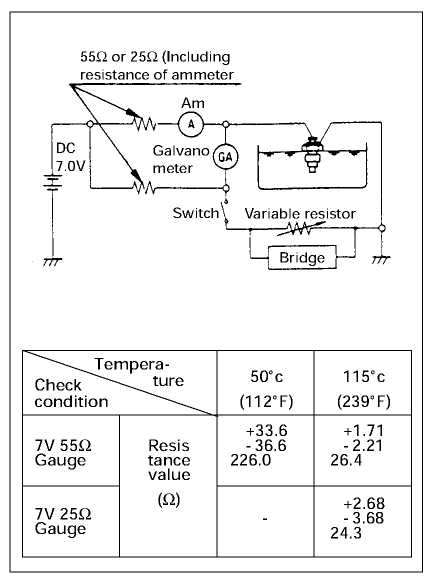 55Ω or 25Ω (Including
resistance of ammeter
Am
A
DC
7.0V
Galvano
meter
GA
Switch
Variable resistor
Bridge
Tempera-
ture
Check
condition
50°c
(112°F)
115°c
(239°F)
7V 55Ω
Gauge
Resis
tance
value
(Ω)
+33.6
-36.6
226.0
+1.71
-2.21
26.4
7V 25Ω
Gauge
-
+2.68
-3.68
24.3